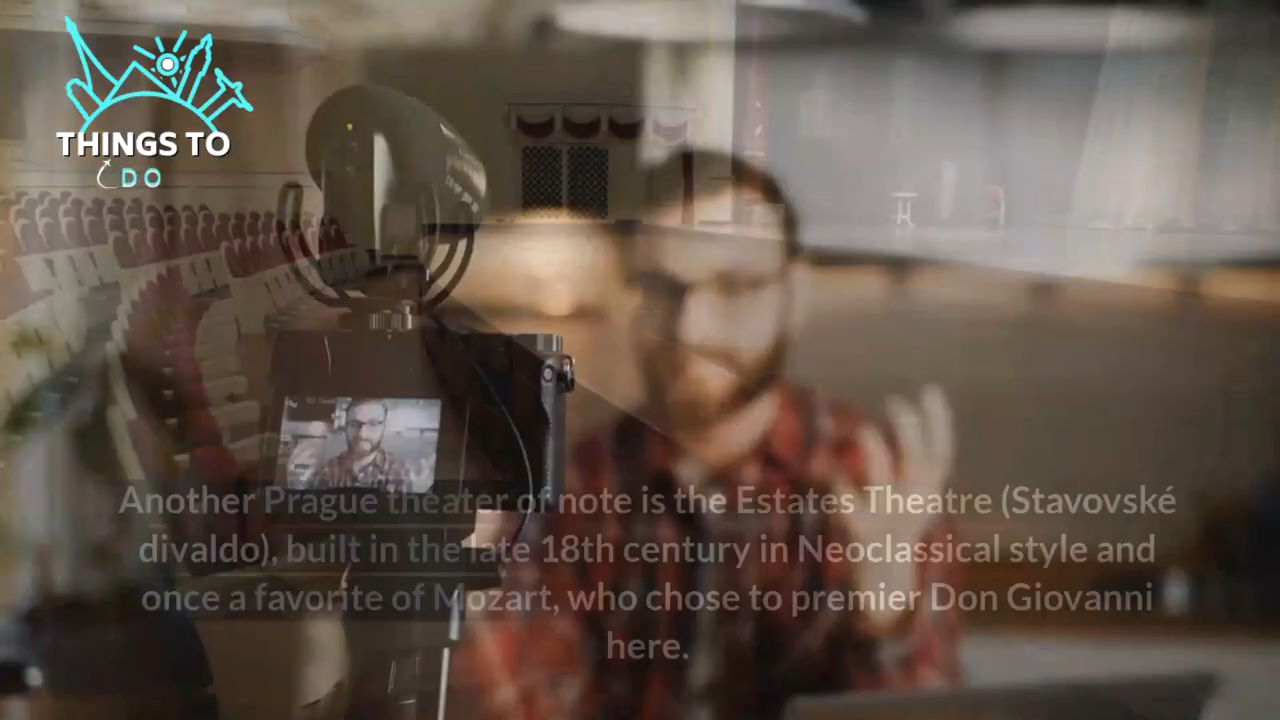 THINGS TO
DO
Another Prague theater of note is the Estates Theatre (Stavovské
divaldo), built in the late 18th century in Neoclassical style and
once a favorite of Mozart, who chose to premier Don Giovanni
here.